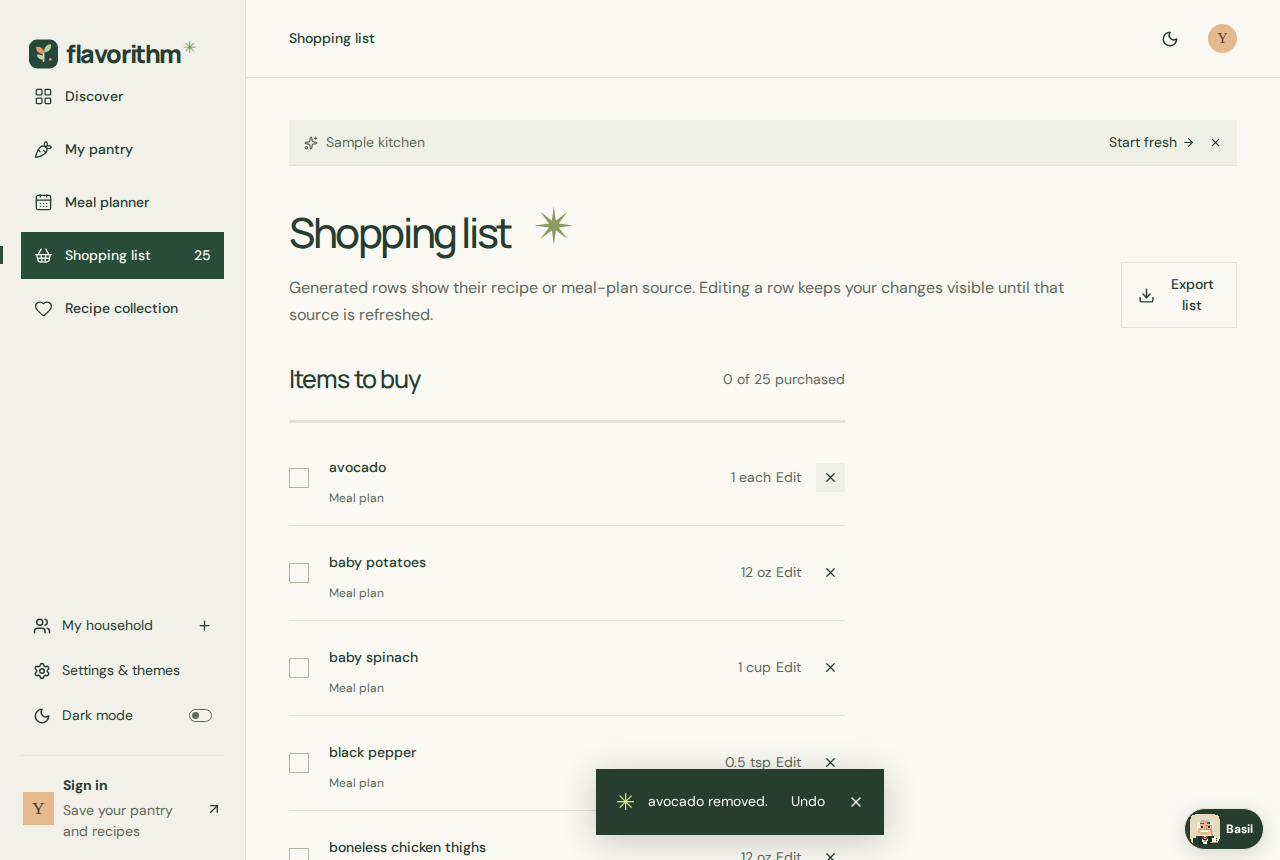 flavorithm
Discover
My pantry
Meal planner
Shopping list 25
Recipe collection
My household
Settings & themes
Dark mode
Y
Sign in
Save your pantry
and recipes
Shopping list
Y
Sample kitchen
Start fresh
Shopping list
Generated rows show their recipe or meal-plan source. Editing a row keeps your changes visible until that
source is refreshed.
Export
list
Items to buy
0 of 25 purchased
avocado
Meal plan
1 each Edit
baby potatoes
Meal plan
12 oz Edit
baby spinach
Meal plan
1 cup Edit
black pepper
Meal plan
0.5 tsp Edit
boneless chicken thighs
12 oz Edit
avocado removed. Undo
Basil